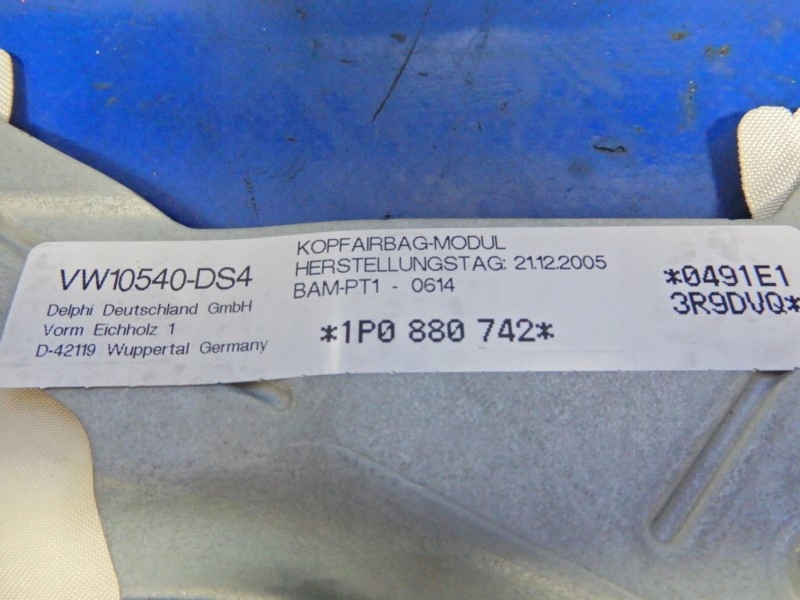 VW10540-DS4
Delphi Deutschland GmbH
Vorm Eichholz 1
D-42119 Wuppertal Germany
KOPFAIRBAG-MODUL
HERSTELLUNGSTAG: 21.12.2005
BAM-PT1 - 0614
*1P0 880 742*
*0491E1
3R9DVQ*